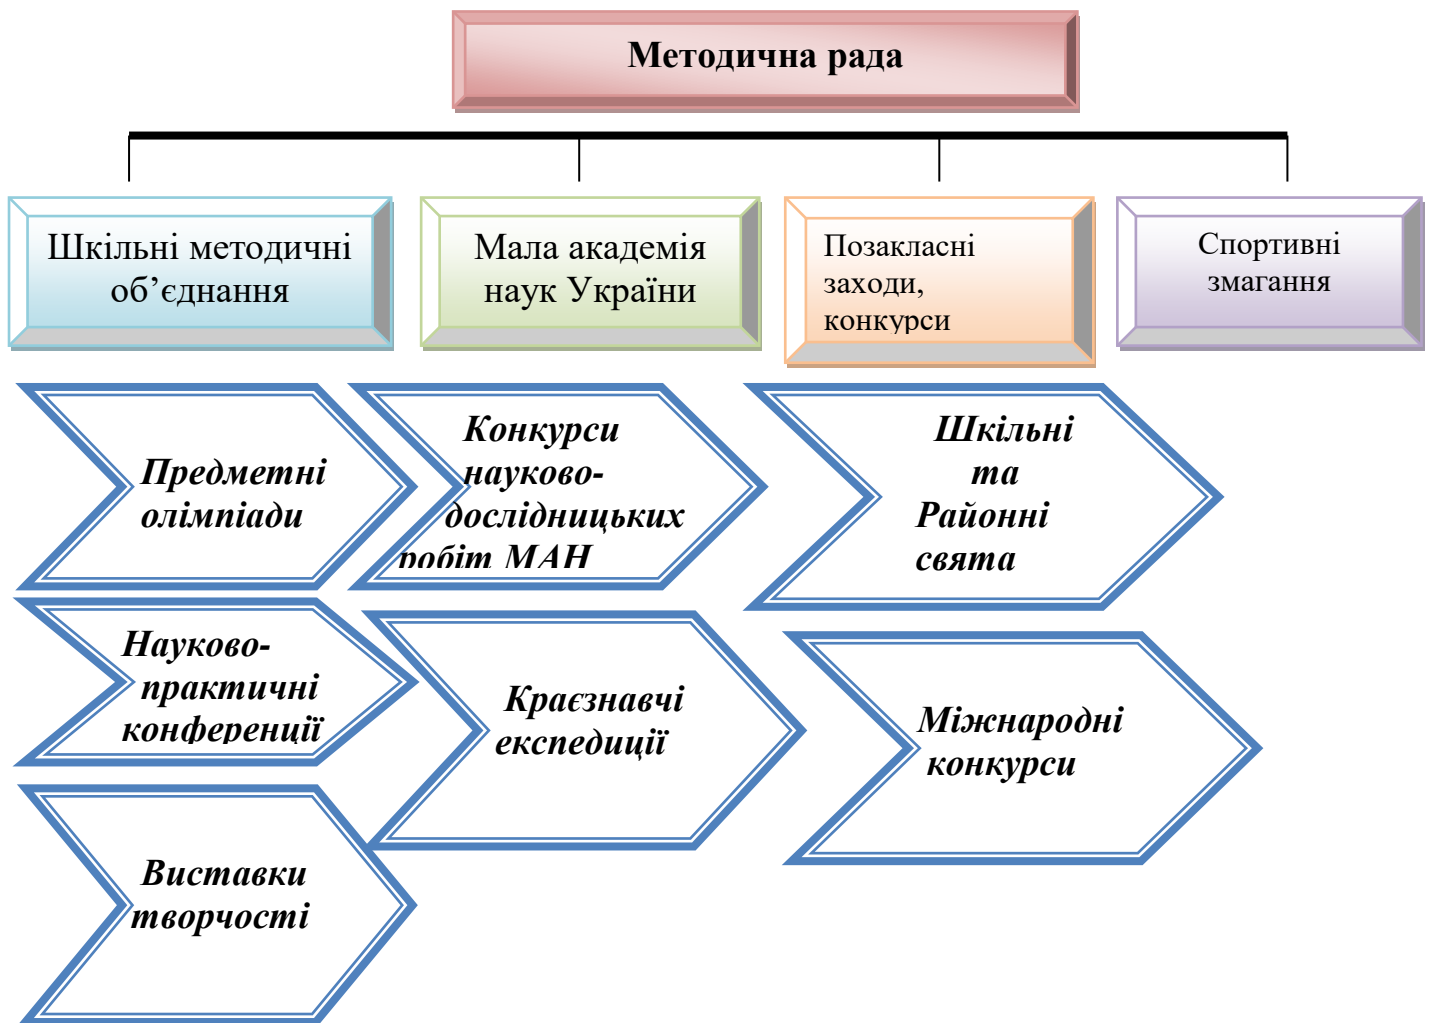 Методична рада
Шкільні методичні
об’єднання
Мала академія
наук України
Позакласні
заходи,
конкурси
Спортивні
змагання
Предметні
олімпіади
Конкурси
науково-
дослідницьких
робіт МАН
Шкільні
та
Районні
свята
Науково-
практичні
конференції
Краєзнавчі
експедиції
Міжнародні
конкурси
Виставки
творчості